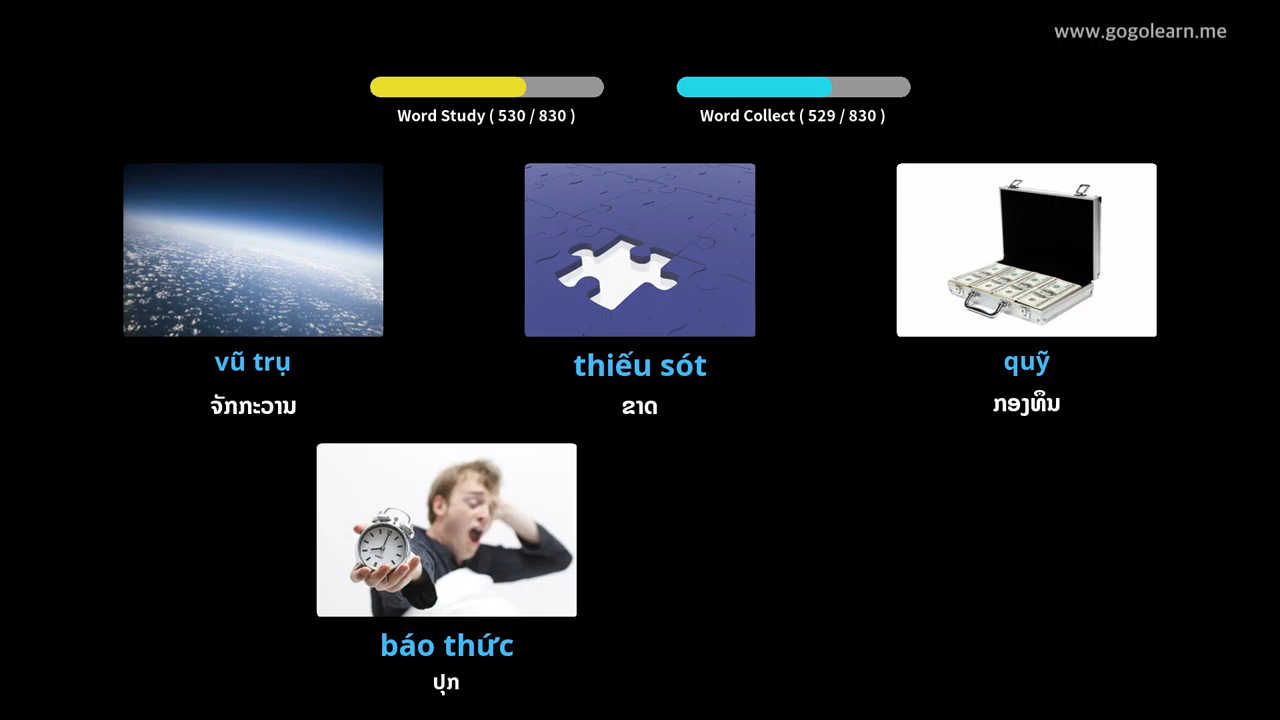 www.gogolearn.me
Word Study ( 530 / 830 )
Word Collect ( 529 / 830 )
vũ trụ
ຈັກກະວານ
thiếu sót
ຂາດ
quỹ
ກອງທຶນ
báo thức
ປຸກ